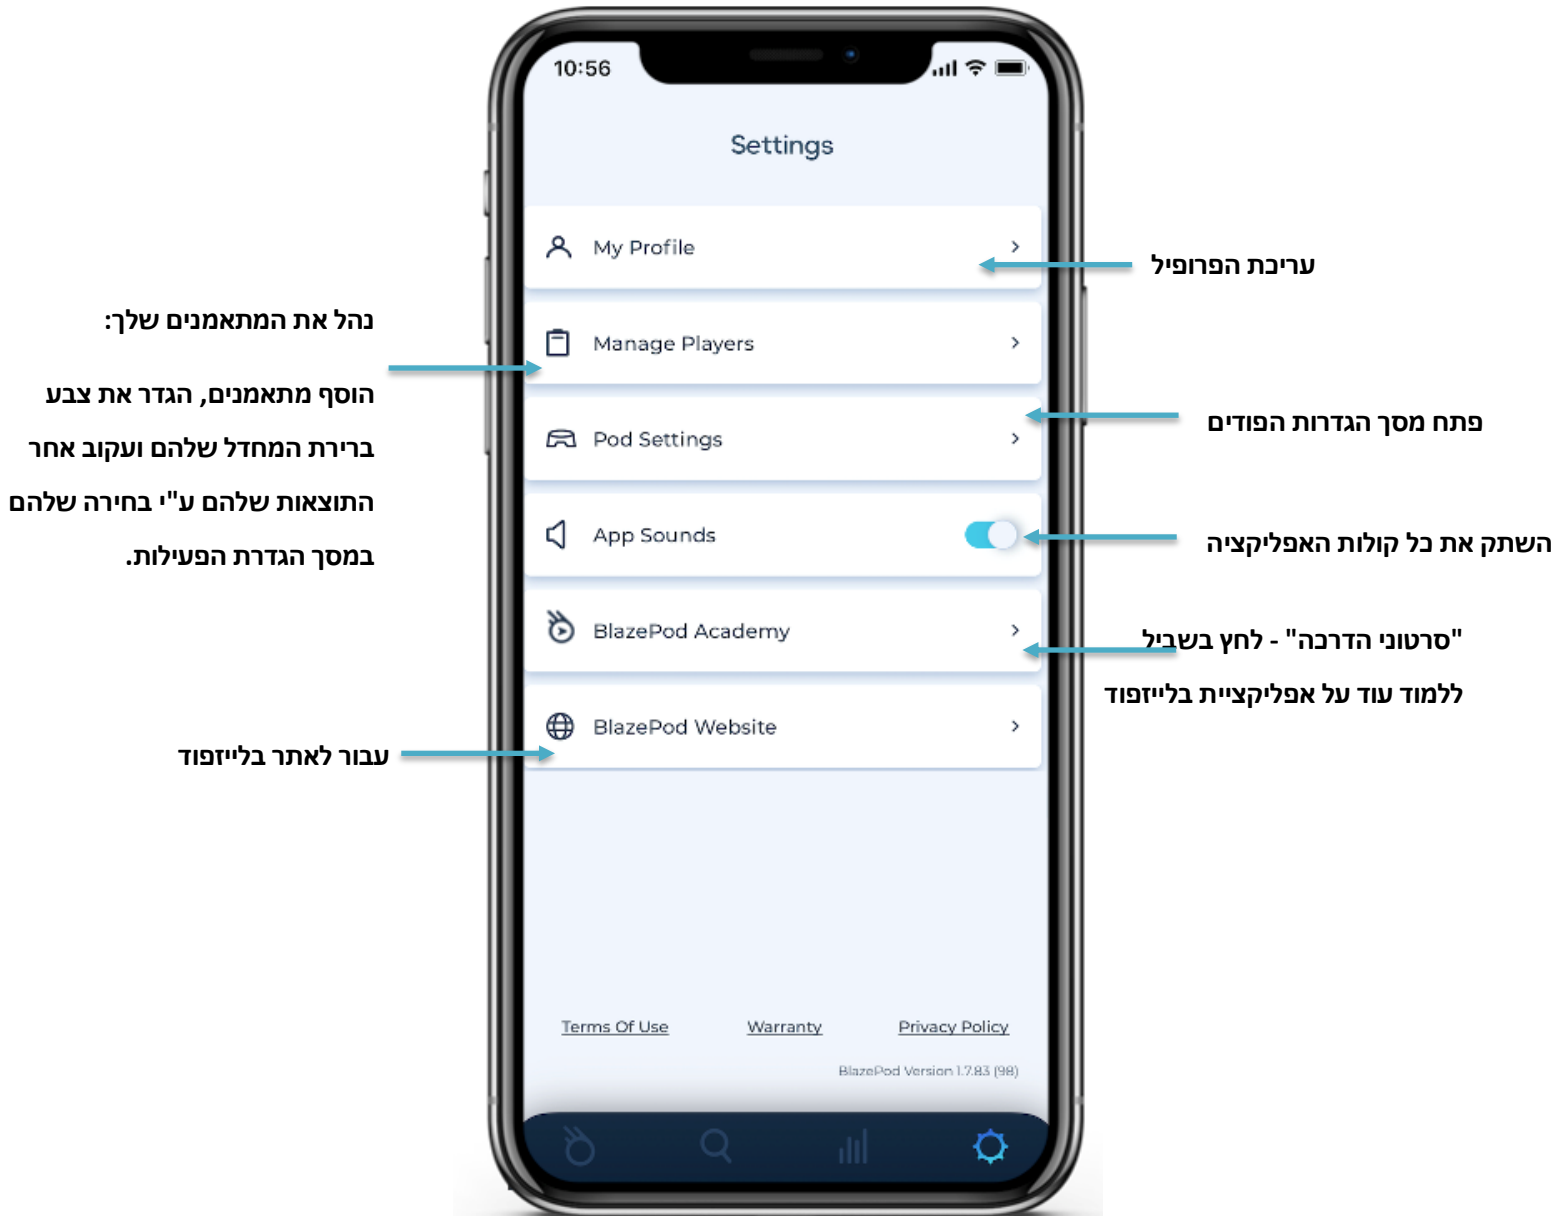 10:56
Settings
My Profile
עריכת הפרופיל
נהל את המתאמנים שלך:
Manage Players
הוסף מתאמנים, הגדר את צבע
ברירת המחדל שלהם ועקוב אחר
התוצאות שלהם ע"י בחירה שלהם
במסך הגדרת הפעילות.
Pod Settings
פתח מסך הגדרות הפודים
App Sounds
השתק את כל קולות האפליקציה
BlazePod Academy
"סרטוני הדרכה" - לחץ בשביל
ללמוד עוד על אפליקציית בלייזפוד
BlazePod Website
עבור לאתר בלייזפוד
Terms Of Use
Warranty
Privacy Policy
BlazePod Version 1.7.83 (98)